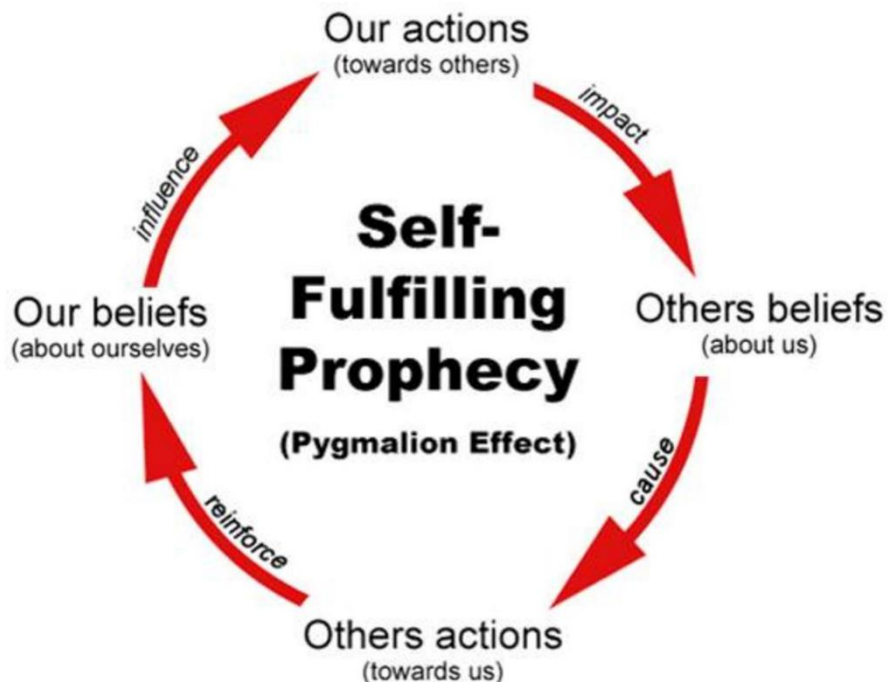 Our actions
(towards others)
impact
Others beliefs
(about us)
cause
Others actions
(towards us)
reinforce
Our beliefs
(about ourselves)
influence
Self-
Fulfilling
Prophecy
(Pygmalion Effect)